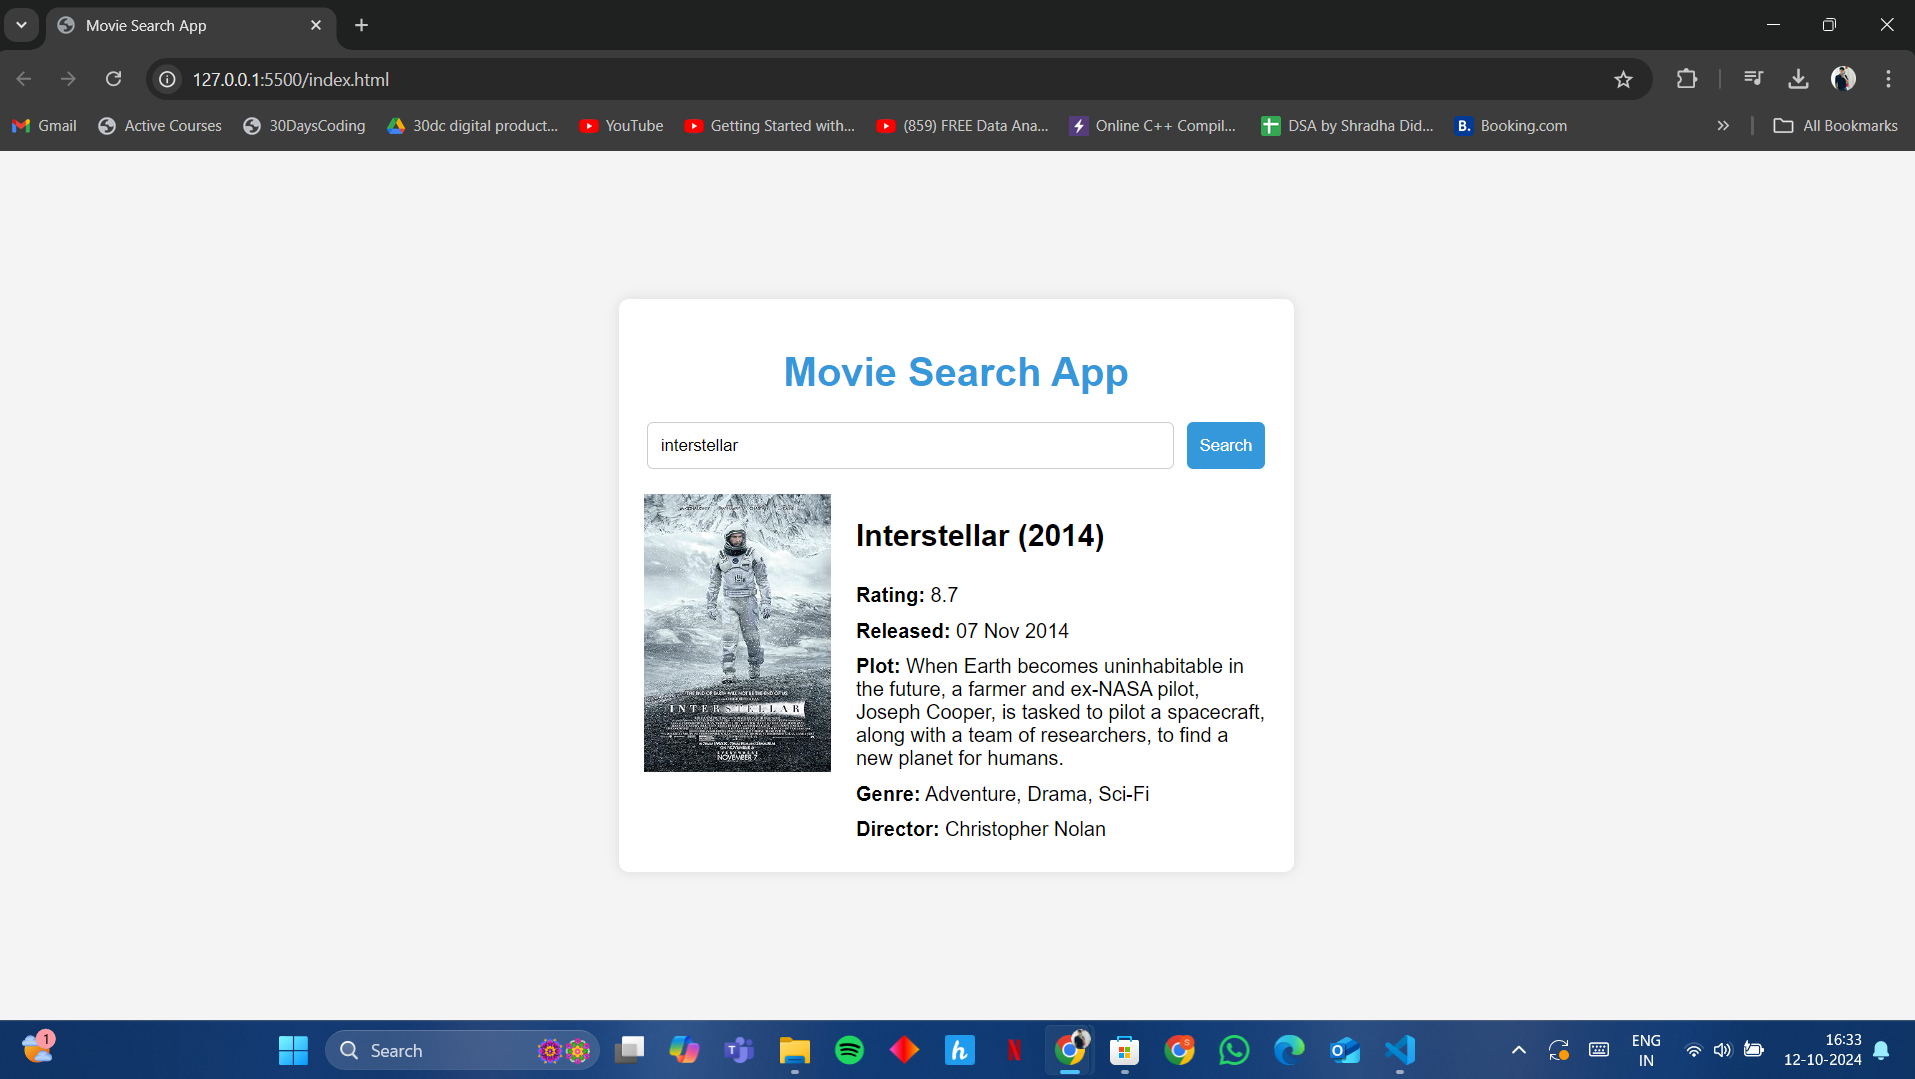 Movie Search App
127.0.0.1:5500/index.html
Gmail
Active Courses
30DaysCoding
30dc digital product...
YouTube
Getting Started with...
(859) FREE Data Ana...
Online C++ Compil...
DSA by Shradha Did...
B.
Booking.com
All Bookmarks
Movie Search App
interstellar
Search
INTERSTELLAR
NOVEMBER 7
Interstellar (2014)
Rating: 8.7
Released: 07 Nov 2014
Plot: When Earth becomes uninhabitable in
the future, a farmer and ex-NASA pilot,
Joseph Cooper, is tasked to pilot a spacecraft,
along with a team of researchers, to find a
new planet for humans.
Genre: Adventure, Drama, Sci-Fi
Director: Christopher Nolan
1
Search
h
N
S
ENG
IN
16:33
12-10-2024